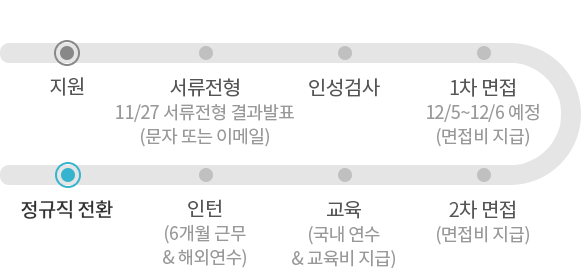 지원
서류전형
11/27 서류전형 결과발표
(문자 또는 이메일)
인성검사
1차 면접
12/5~12/6 예정
(면접비 지급)
2차 면접
(면접비 지급)
교육
(국내 연수
& 교육비 지급)
인턴
(6개월 근무
& 해외연수)
정규직 전환